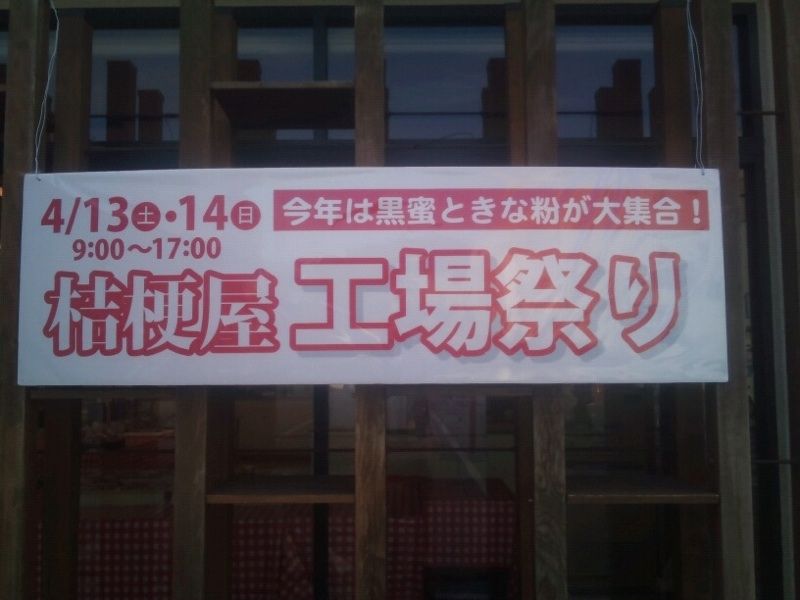 4/13土・14日
今年は黒蜜ときな粉が大集合！
9:00～17:00
桔梗屋 工場祭り